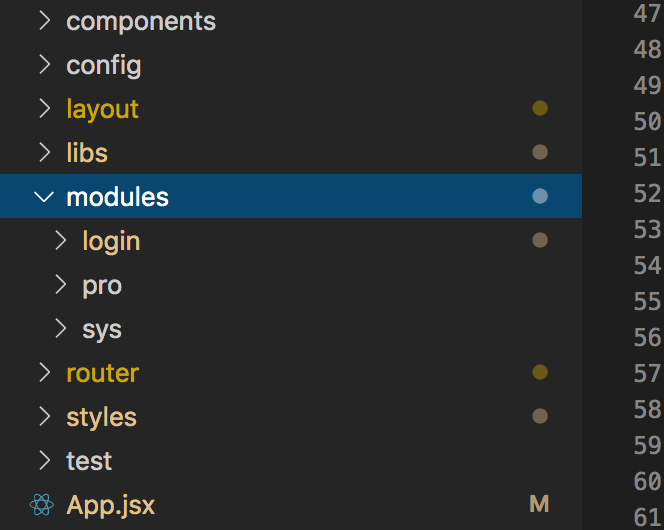 components
config
layout
libs
modules
login
pro
sys
router
styles
test
App.jsx M
47
48
49
50
51
52
53
54
55
56
57
58
59
60
61